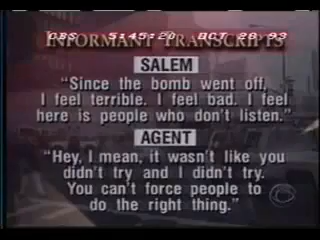 CBS 5:45:20 OCT 28 93
INFORMANT TRANSCRIPTS
SALEM
“Since the bomb went off,
I feel terrible. I feel bad. I feel
here is people who don't listen.”
AGENT
“Hey, I mean, it wasn't like you
didn't try and I didn't try.
You can't force people to
do the right thing.”